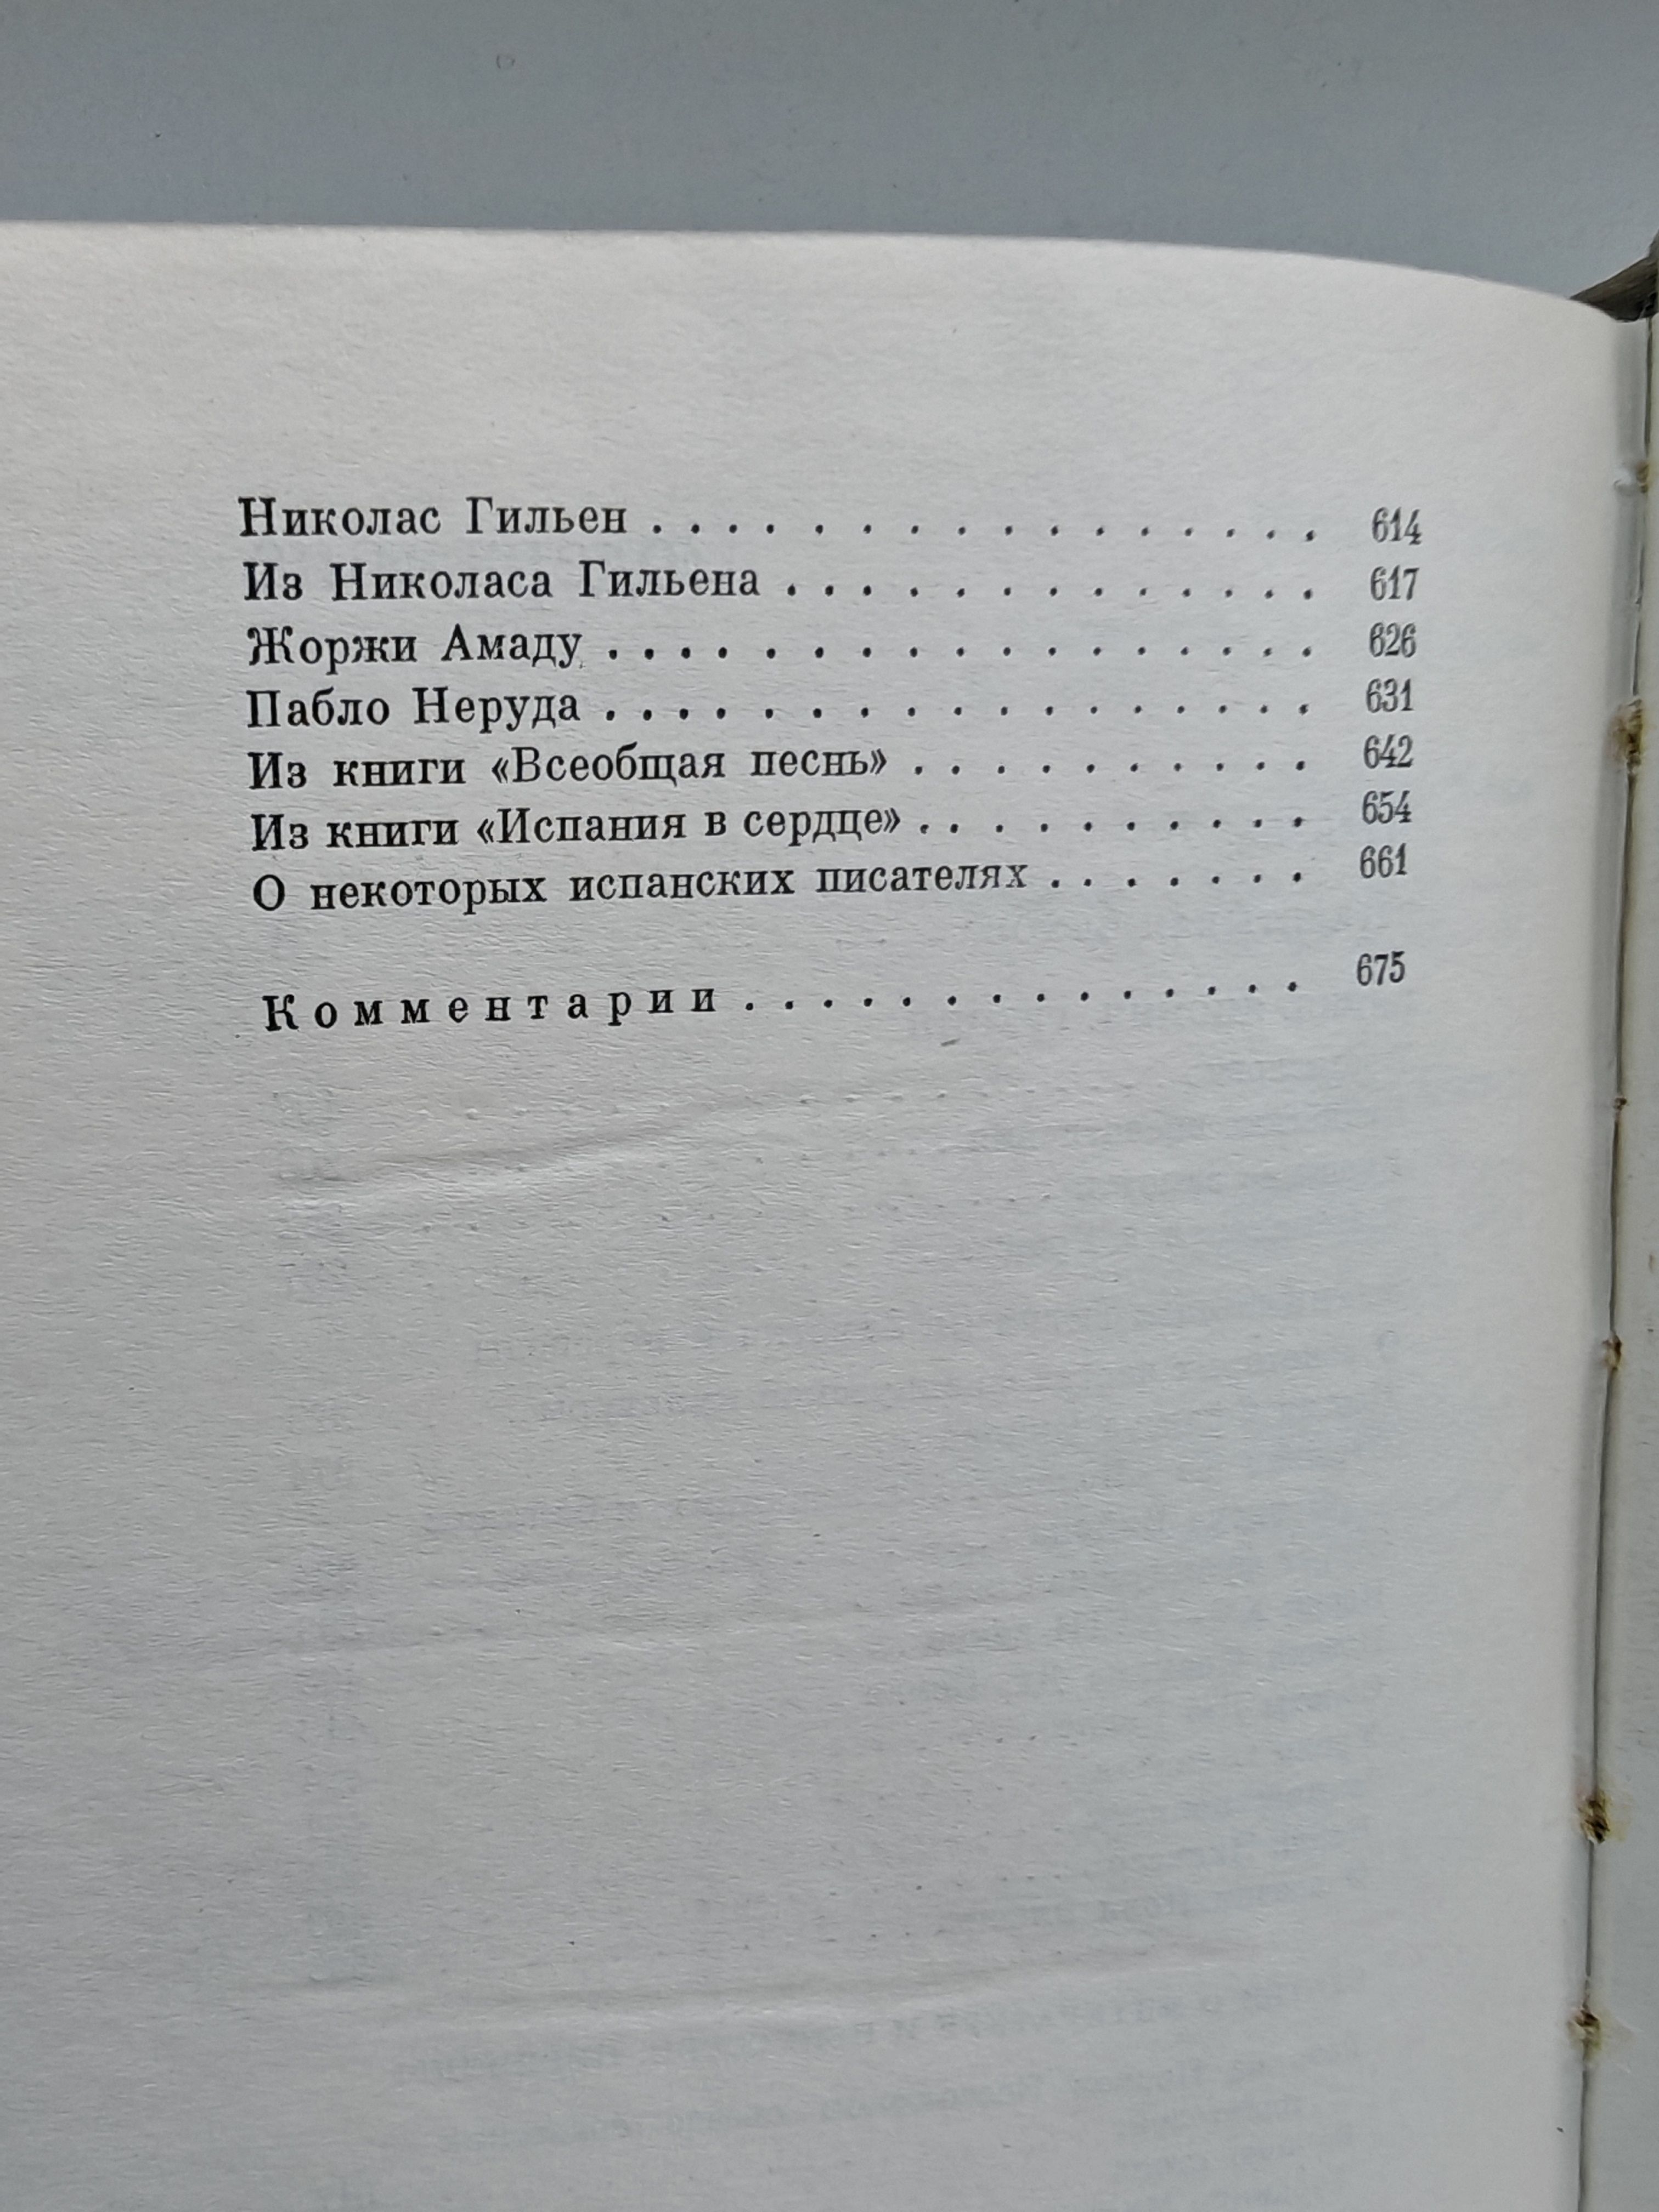 Николас Гильен . . . . . . . . . . . . . . . . 614
Из Николаса Гильена . . . . . . . . . . . . . 617
Жоржи Амаду . . . . . . . . . . . . . . . . . 626
Пабло Неруда . . . . . . . . . . . . . . . . . 631
Из книги «Всеобщая песнь» . . . . . . . . . . 642
Из книги «Испания в сердце» . . . . . . . . . . 654
О некоторых испанских писателях . . . . . . . 661
Комментарии . . . . . . . . . . . . . . . 675